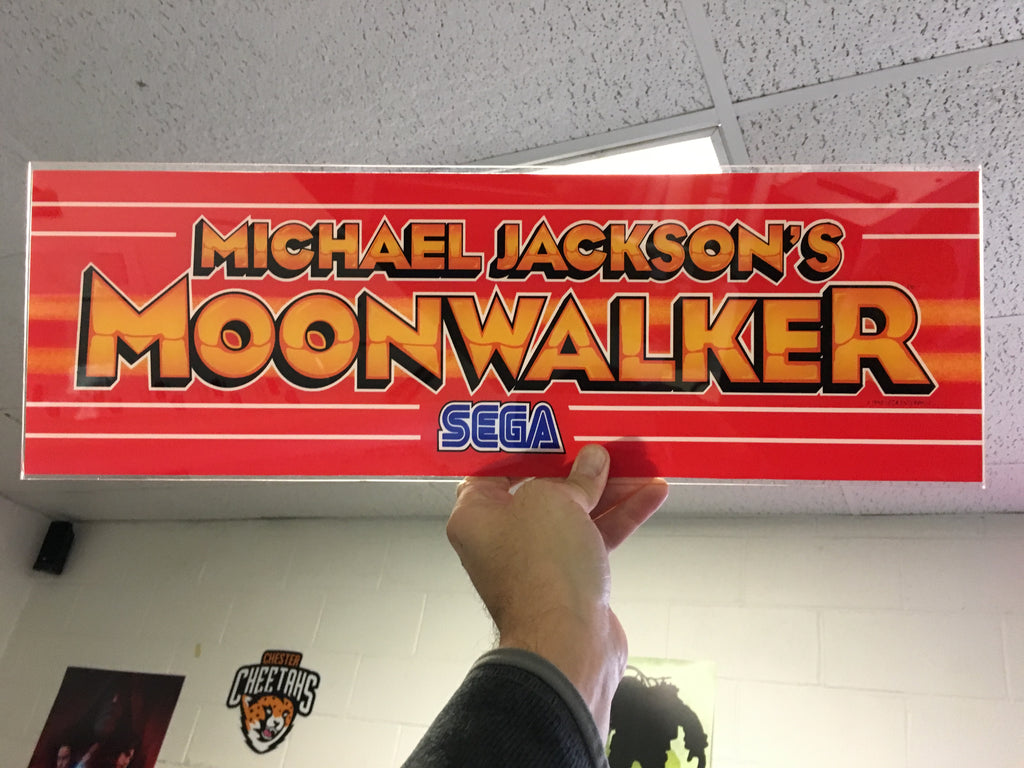 MICHAEL JACKSON'S
MOONWALKER
SEGA
CHESTER
CHEETAHS